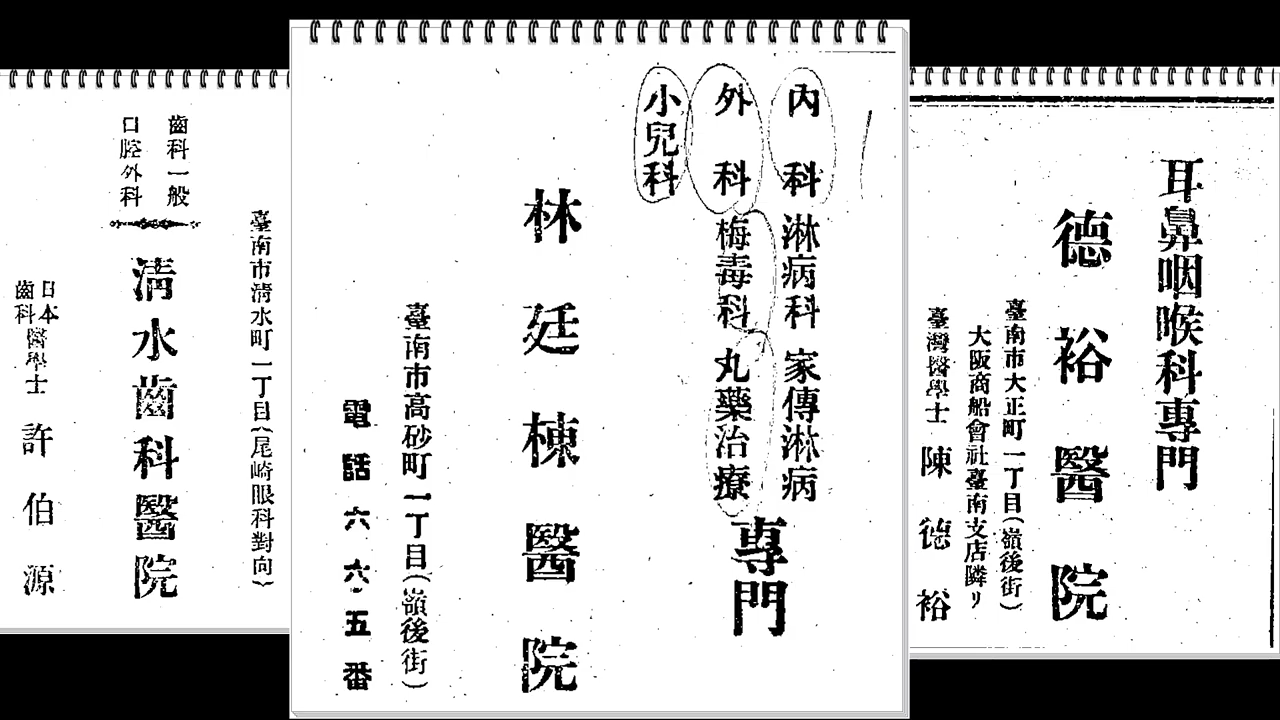 耳鼻咽喉科專門
德裕醫院
臺南市大正町一丁目(嶺後街)
大阪商船會社臺南支店隣リ
臺灣醫學士 陳德裕
內科 淋病科 家傳淋病
外科 梅毒科 丸藥治療
小兒科
專門
林廷棟醫院
臺南市高砂町一丁目(嶺後街)
電話六六五番
臺南市清水町一丁目(尾崎眼科對向)
齒科一般
口腔外科
清水齒科醫院
日本
齒科
醫學士 許伯源